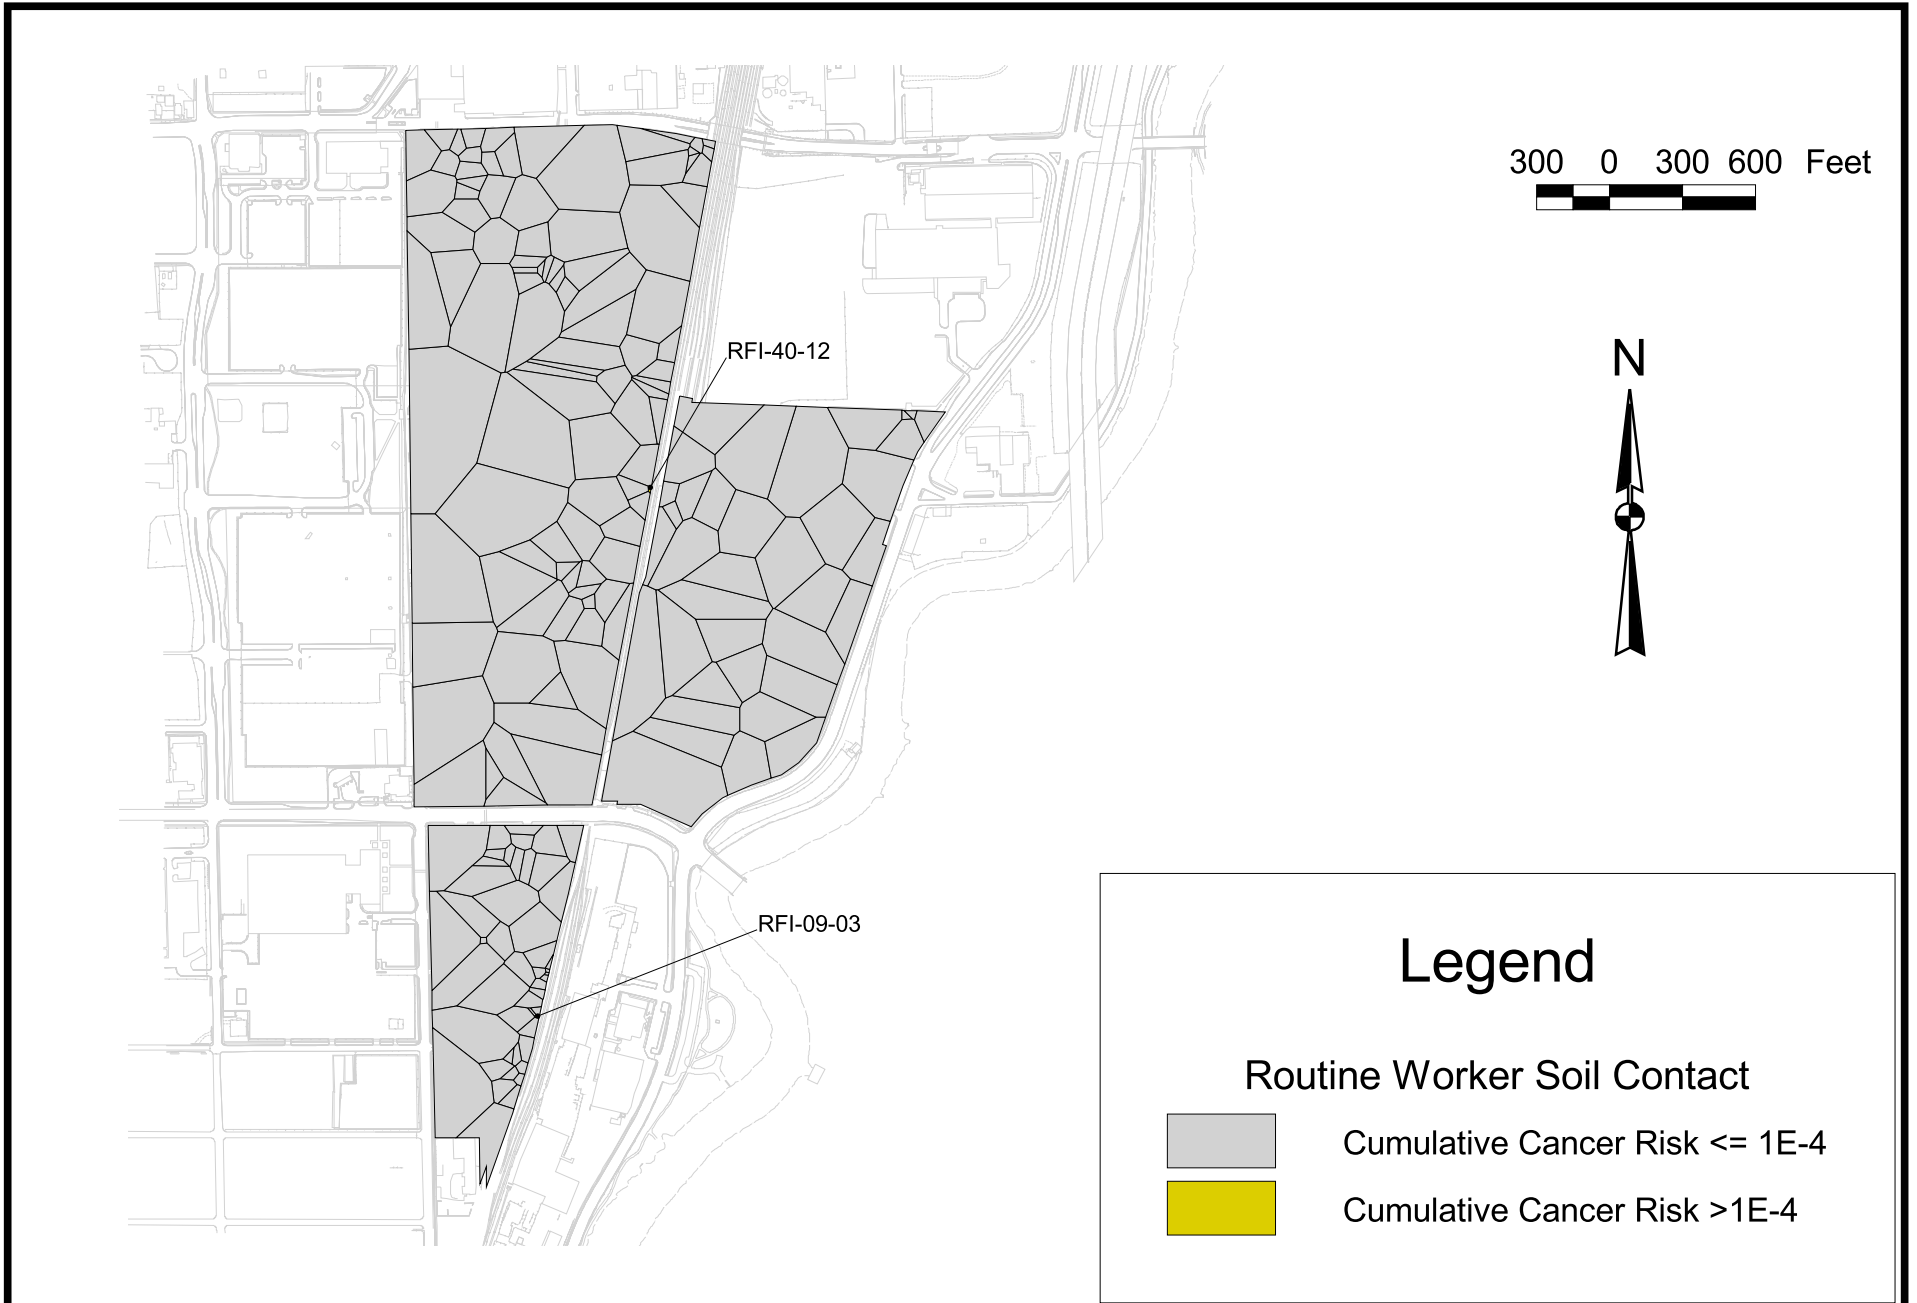 300 0 300 600 Feet
N
RFI-40-12
RFI-09-03
Legend
Routine Worker Soil Contact
Cumulative Cancer Risk <= 1E-4
Cumulative Cancer Risk >1E-4